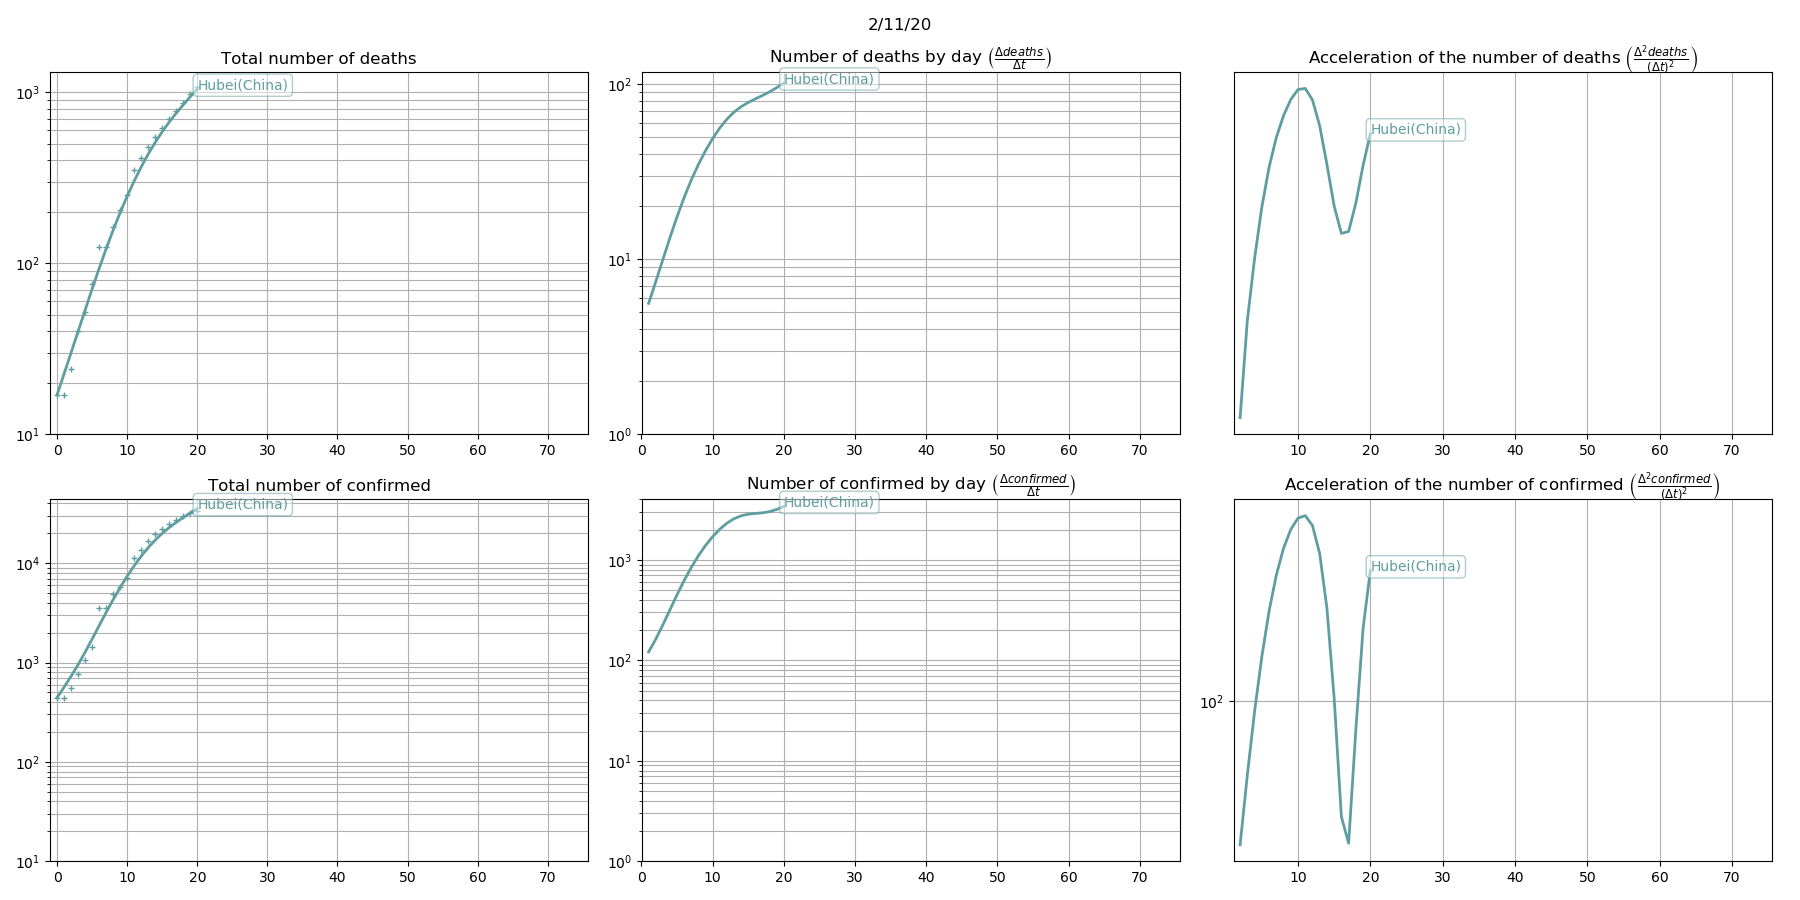 2/11/20
Total number of deaths
Number of deaths by day (Δdeaths/Δt)
Acceleration of the number of deaths (Δ²deaths/(Δt)²)
Hubei(China)
Hubei(China)
Hubei(China)
10³
10²
10¹
0 10 20 30 40 50 60 70
10²
10¹
10⁰
0 10 20 30 40 50 60 70
10 20 30 40 50 60 70
Total number of confirmed
Number of confirmed by day (Δconfirmed/Δt)
Acceleration of the number of confirmed (Δ²confirmed/(Δt)²)
Hubei(China)
Hubei(China)
Hubei(China)
10⁴
10³
10²
10¹
0 10 20 30 40 50 60 70
10³
10²
10¹
10⁰
0 10 20 30 40 50 60 70
10²
10 20 30 40 50 60 70